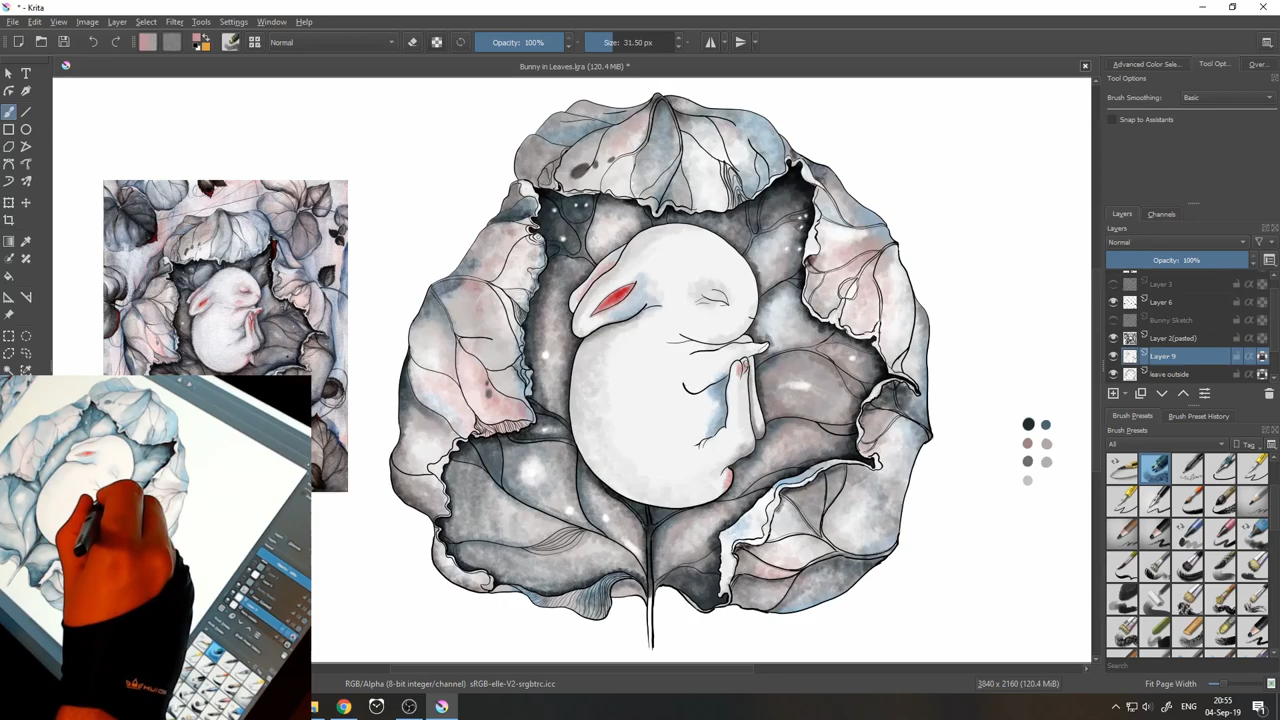 * - Krita
File Edit View Image Layer Select Filter Tools Settings Window Help
Normal Opacity: 100% Size: 31.50 px
Bunny in Leaves.kra (120.4 MiB) *
Advanced Color Sele... Tool Opt... Over...
Tool Options
Brush Smoothing: Basic
Snap to Assistants
Layers Channels
Layers
Normal
Opacity: 100%
Layer 3
Layer 6
Bunny Sketch
Layer 2(pasted)
Layer 9
leave outside
Brush Presets Brush Preset History
Brush Presets
All Tag
Search
RGB/Alpha (8-bit integer/channel) sRGB-elle-V2-srgbtrc.icc 3840 x 2160 (120.4 MiB) Fit Page Width
HUION
ENG 20:55
04-Sep-19